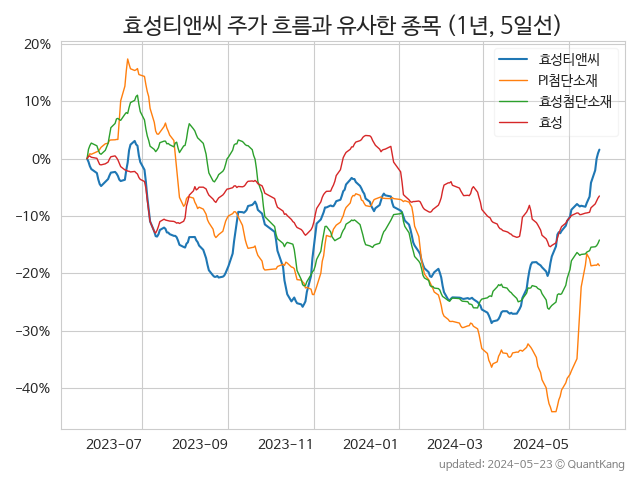 효성티앤씨 주가 흐름과 유사한 종목 (1년, 5일선)
20%
10%
0%
−10%
−20%
−30%
−40%
효성티앤씨
PI첨단소재
효성첨단소재
효성
2023-07
2023-09
2023-11
2024-01
2024-03
2024-05
updated: 2024-05-23 © QuantKang